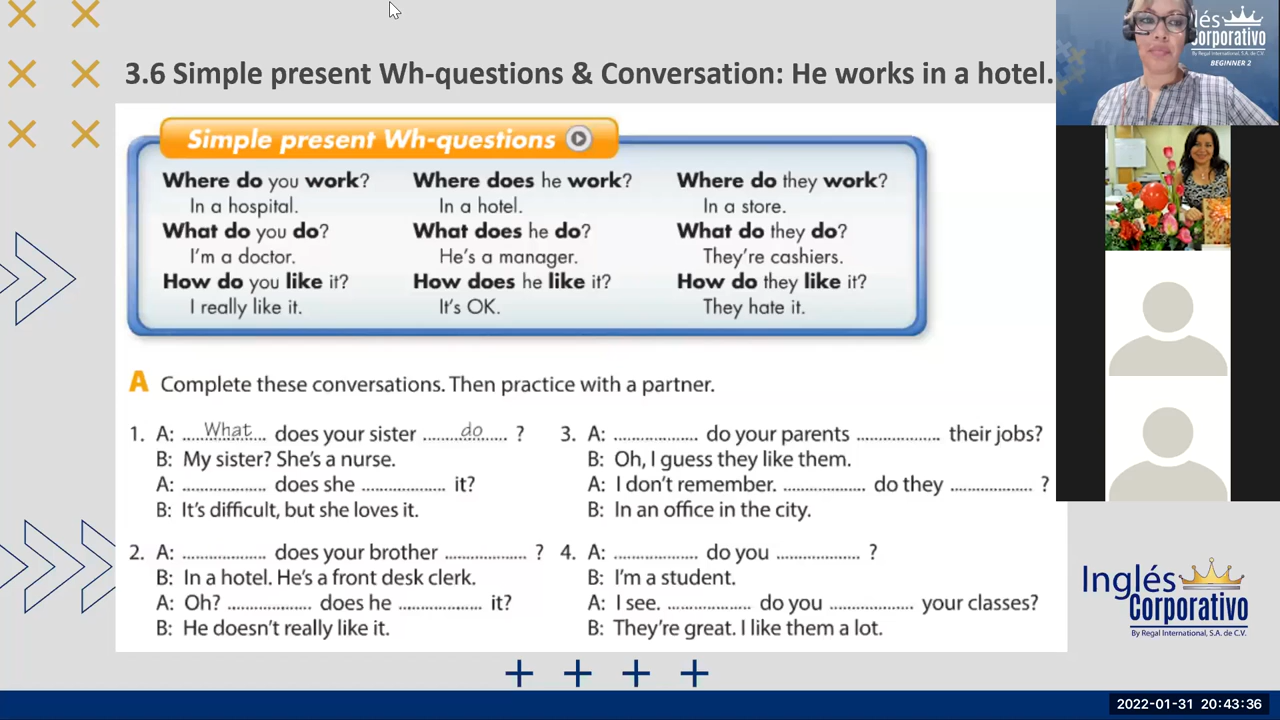 3.6 Simple present Wh-questions & Conversation: He works in a hotel.
lés
Corporativo
By Regal International, S.A. de C.V.
BEGINNER 2
Simple present Wh-questions
Where do you work?
In a hospital.
What do you do?
I'm a doctor.
How do you like it?
I really like it.
Where does he work?
In a hotel.
What does he do?
He's a manager.
How does he like it?
It's OK.
Where do they work?
In a store.
What do they do?
They're cashiers.
How do they like it?
They hate it.
A Complete these conversations. Then practice with a partner.
1. A: What does your sister do ?
B: My sister? She's a nurse.
A: .................. does she .................. it?
B: It's difficult, but she loves it.
2. A: .................. does your brother .................. ?
B: In a hotel. He's a front desk clerk.
A: Oh? .................. does he .................. it?
B: He doesn't really like it.
3. A: .................. do your parents .................. their jobs?
B: Oh, I guess they like them.
A: I don't remember. .................. do they .................. ?
B: In an office in the city.
4. A: .................. do you .................. ?
B: I'm a student.
A: I see. .................. do you .................. your classes?
B: They're great. I like them a lot.
Inglés
Corporativo
By Regal International, S.A. de C.V.
2022-01-31 20:43:36